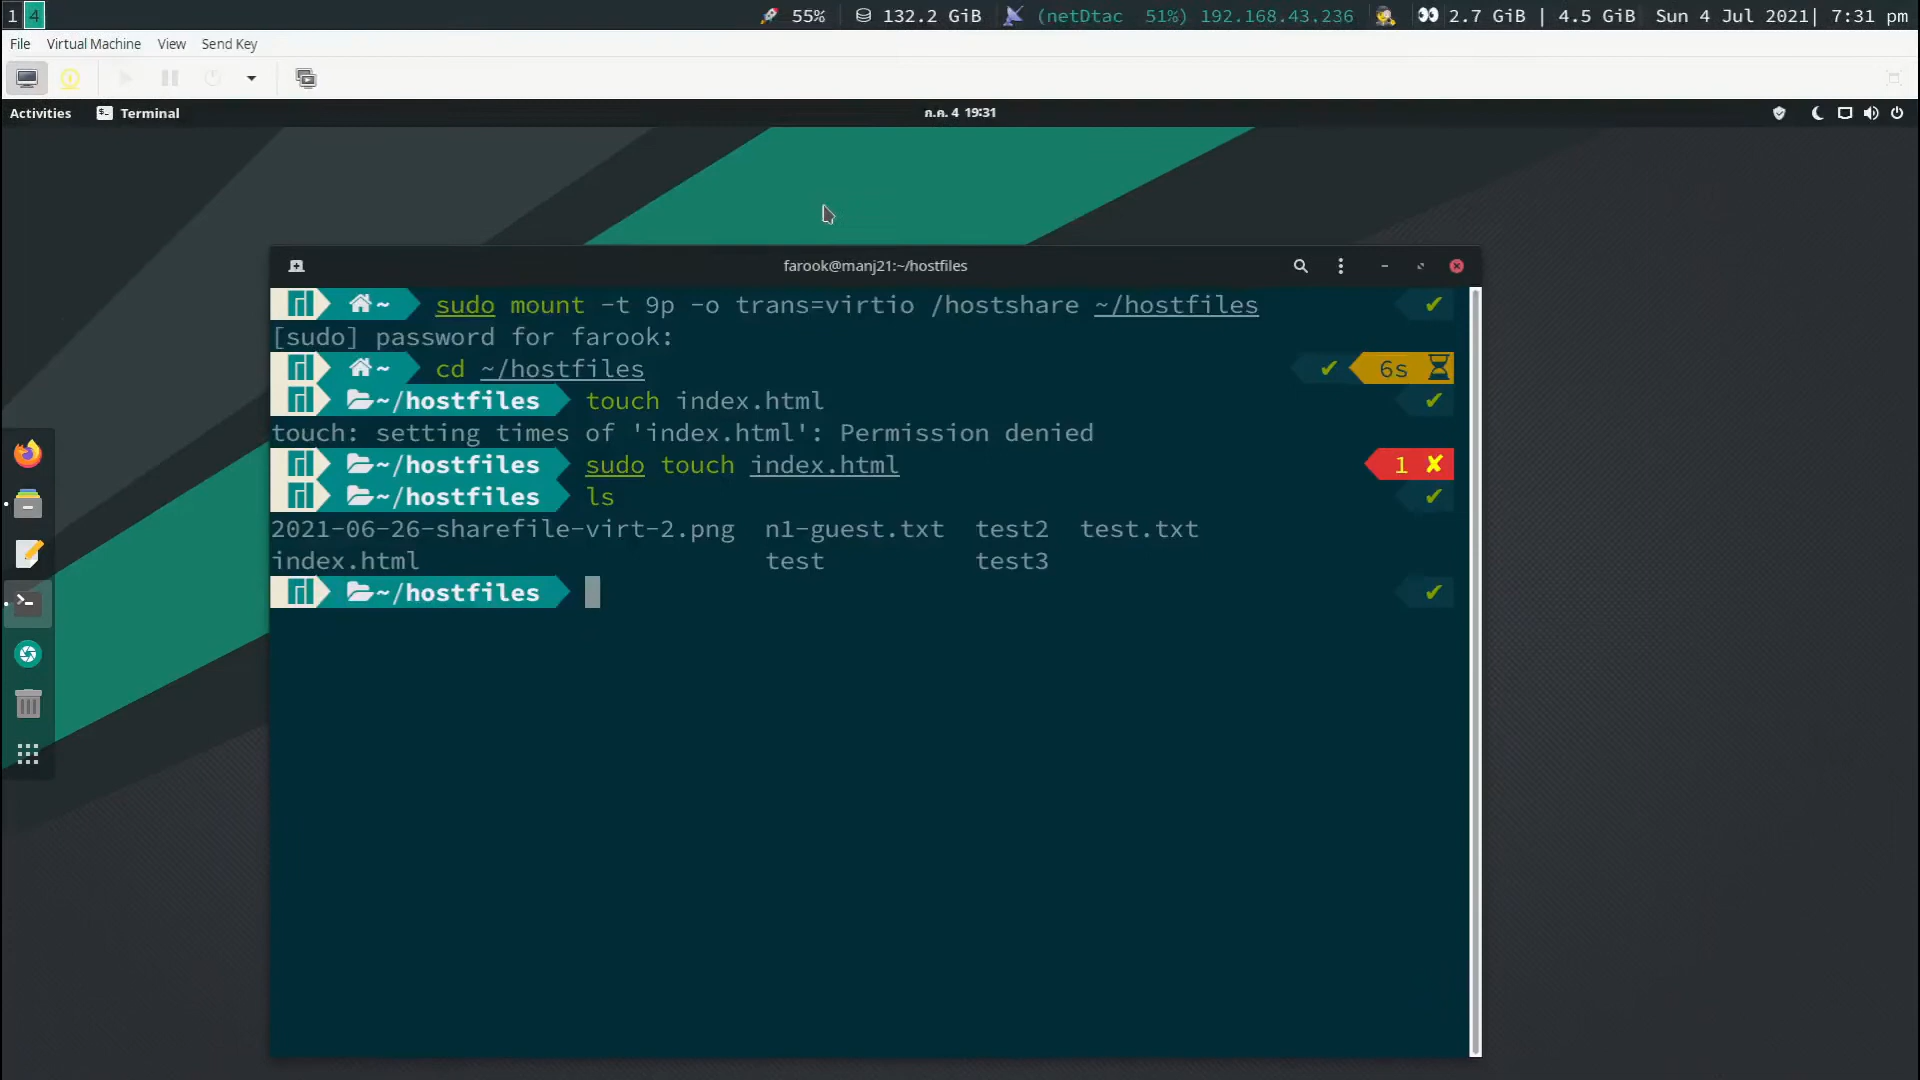 1 4 55% 132.2 GiB (netDtac 51%) 192.168.43.236 2.7 GiB | 4.5 GiB Sun 4 Jul 2021| 7:31 pm
File Virtual Machine View Send Key
Activities Terminal ก.ค. 4 19:31
farook@manj21:~/hostfiles
~ sudo mount -t 9p -o trans=virtio /hostshare ~/hostfiles ✔
[sudo] password for farook:
~ cd ~/hostfiles ✔ 6s
~/hostfiles touch index.html ✔
touch: setting times of 'index.html': Permission denied
~/hostfiles sudo touch index.html 1 ✘
~/hostfiles ls ✔
2021-06-26-sharefile-virt-2.png n1-guest.txt test2 test.txt
index.html test test3
~/hostfiles ✔